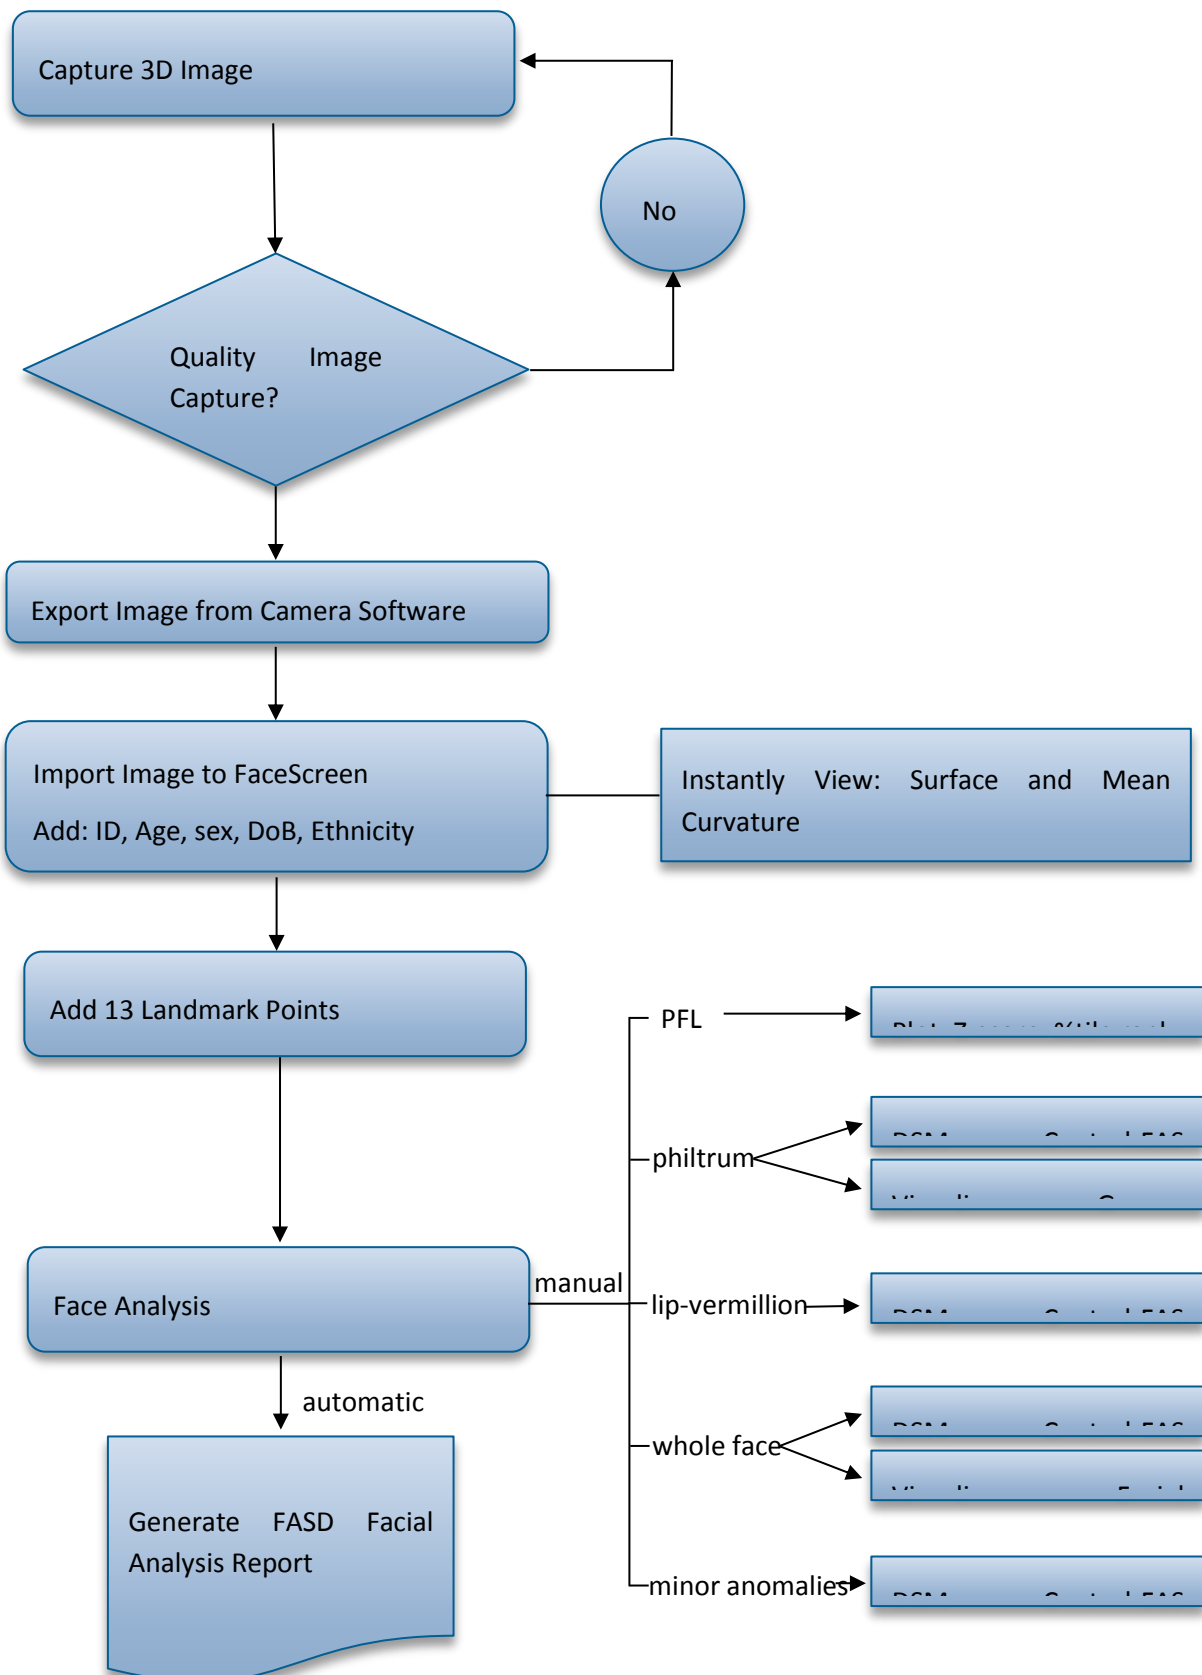 Capture 3D Image
No
Quality Image
Capture?
Export Image from Camera Software
Import Image to FaceScreen
Add: ID, Age, sex, DoB, Ethnicity
Instantly View: Surface and Mean
Curvature
Add 13 Landmark Points
PFL
philtrum
manual
Face Analysis
lip-vermillion
automatic
whole face
Generate FASD Facial
Analysis Report
minor anomalies